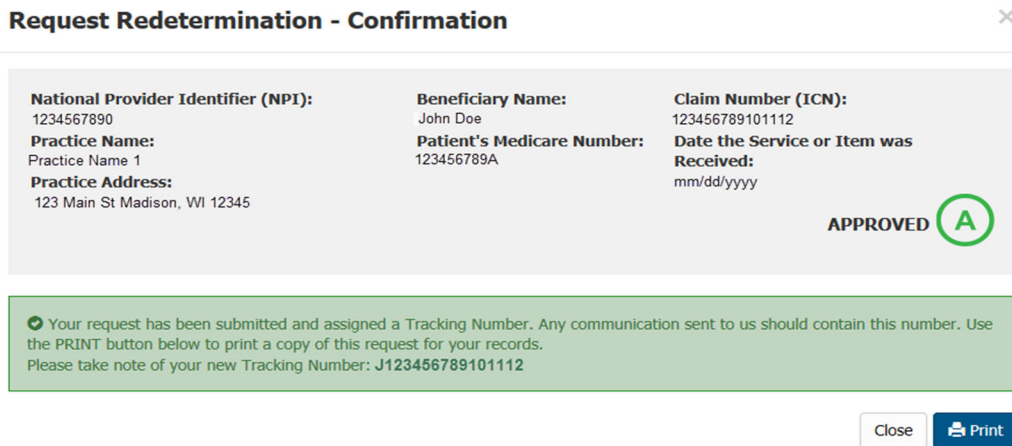 Request Redetermination - Confirmation
×
National Provider Identifier (NPI):
1234567890
Practice Name:
Practice Name 1
Practice Address:
123 Main St Madison, WI 12345
Beneficiary Name:
John Doe
Patient's Medicare Number:
123456789A
Claim Number (ICN):
123456789101112
Date the Service or Item was
Received:
mm/dd/yyyy
APPROVED A
Your request has been submitted and assigned a Tracking Number. Any communication sent to us should contain this number. Use
the PRINT button below to print a copy of this request for your records.
Please take note of your new Tracking Number: J123456789101112
Close
Print